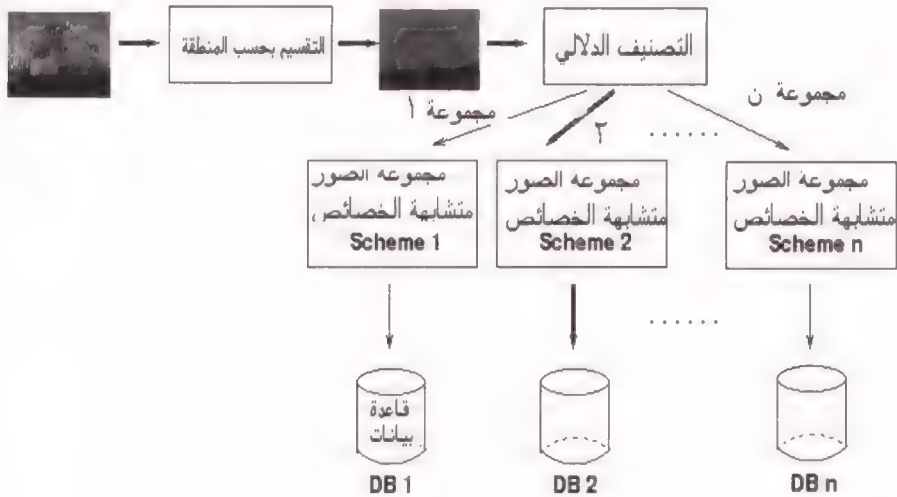 التقسيم بحسب المنطقة
التصنيف الدلالي
مجموعة ١
٢
......
مجموعة ن
مجموعة الصور
متشابهة الخصائص
Scheme 1
مجموعة الصور
متشابهة الخصائص
Scheme 2
مجموعة الصور
متشابهة الخصائص
Scheme n
......
قاعدة
بيانات
DB 1
DB 2
DB n